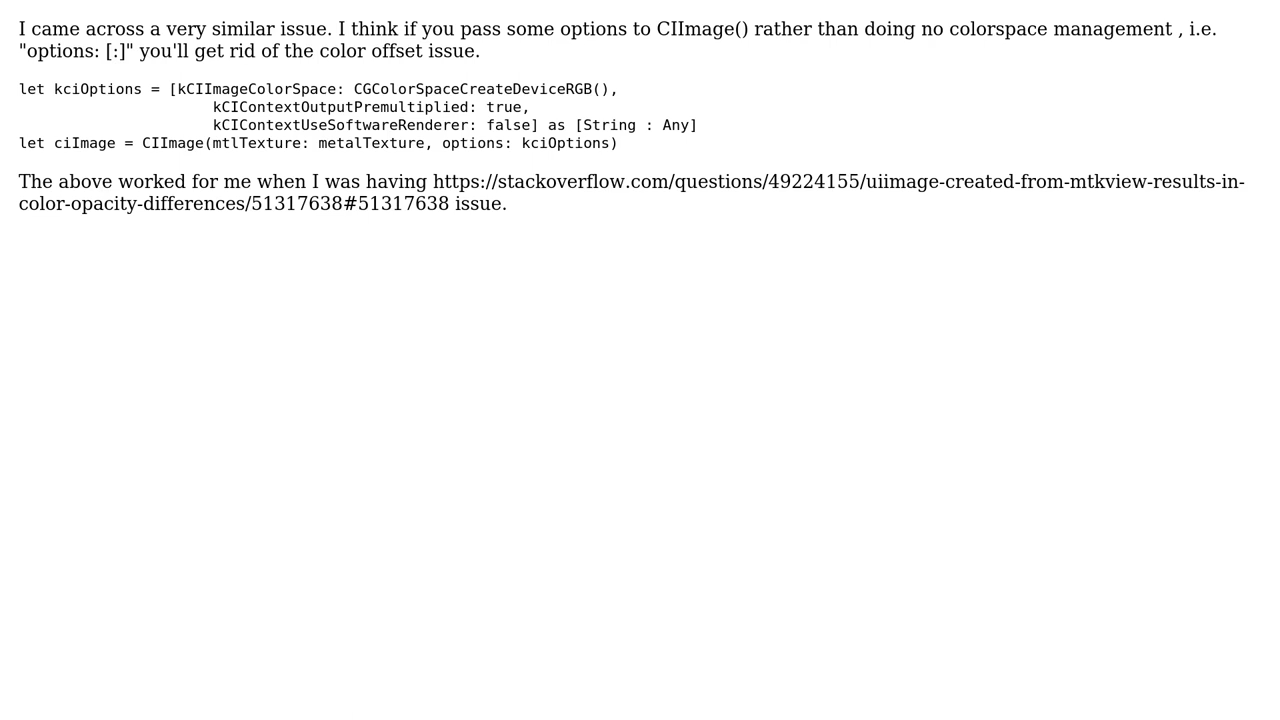 I came across a very similar issue. I think if you pass some options to CIImage() rather than doing no colorspace management , i.e.
"options: [:]" you'll get rid of the color offset issue.
let kciOptions = [kCIImageColorSpace: CGColorSpaceCreateDeviceRGB(),
                      kCIContextOutputPremultiplied: true,
                      kCIContextUseSoftwareRenderer: false] as [String : Any]
let ciImage = CIImage(mtlTexture: metalTexture, options: kciOptions)
The above worked for me when I was having https://stackoverflow.com/questions/49224155/uiimage-created-from-mtkview-results-in-
color-opacity-differences/51317638#51317638 issue.